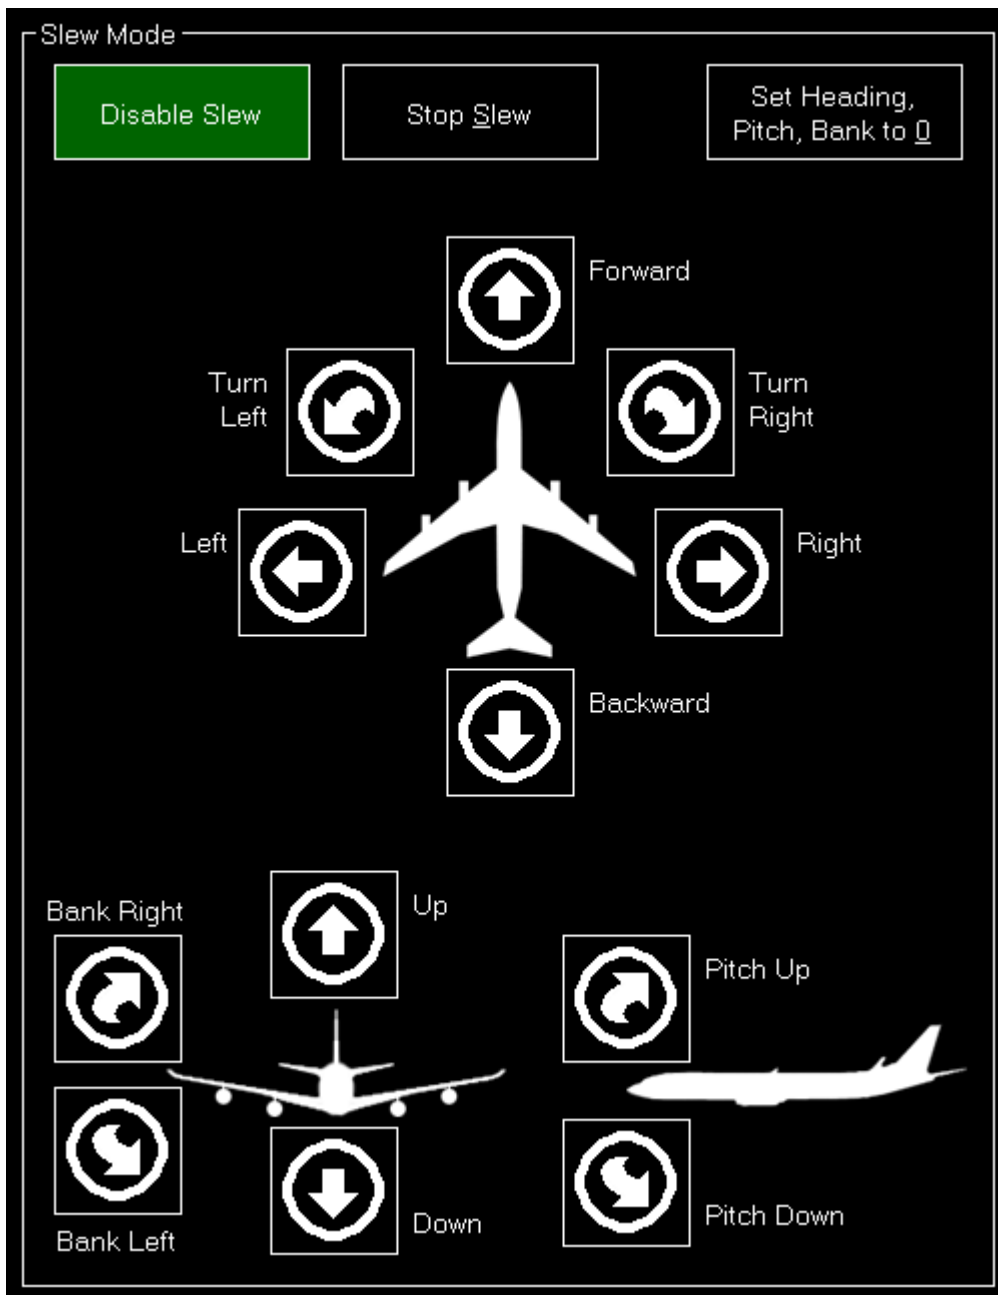 Slew Mode
Disable Slew
Stop Slew
Set Heading,
Pitch, Bank to 0
Forward
Turn
Left
Turn
Right
Left
Right
Backward
Bank Right
Up
Pitch Up
Bank Left
Down
Pitch Down